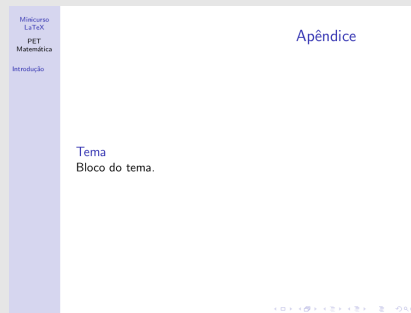 Minicurso
LaTeX
PET
Matemática
Introdução
Apêndice
Tema
Bloco do tema.